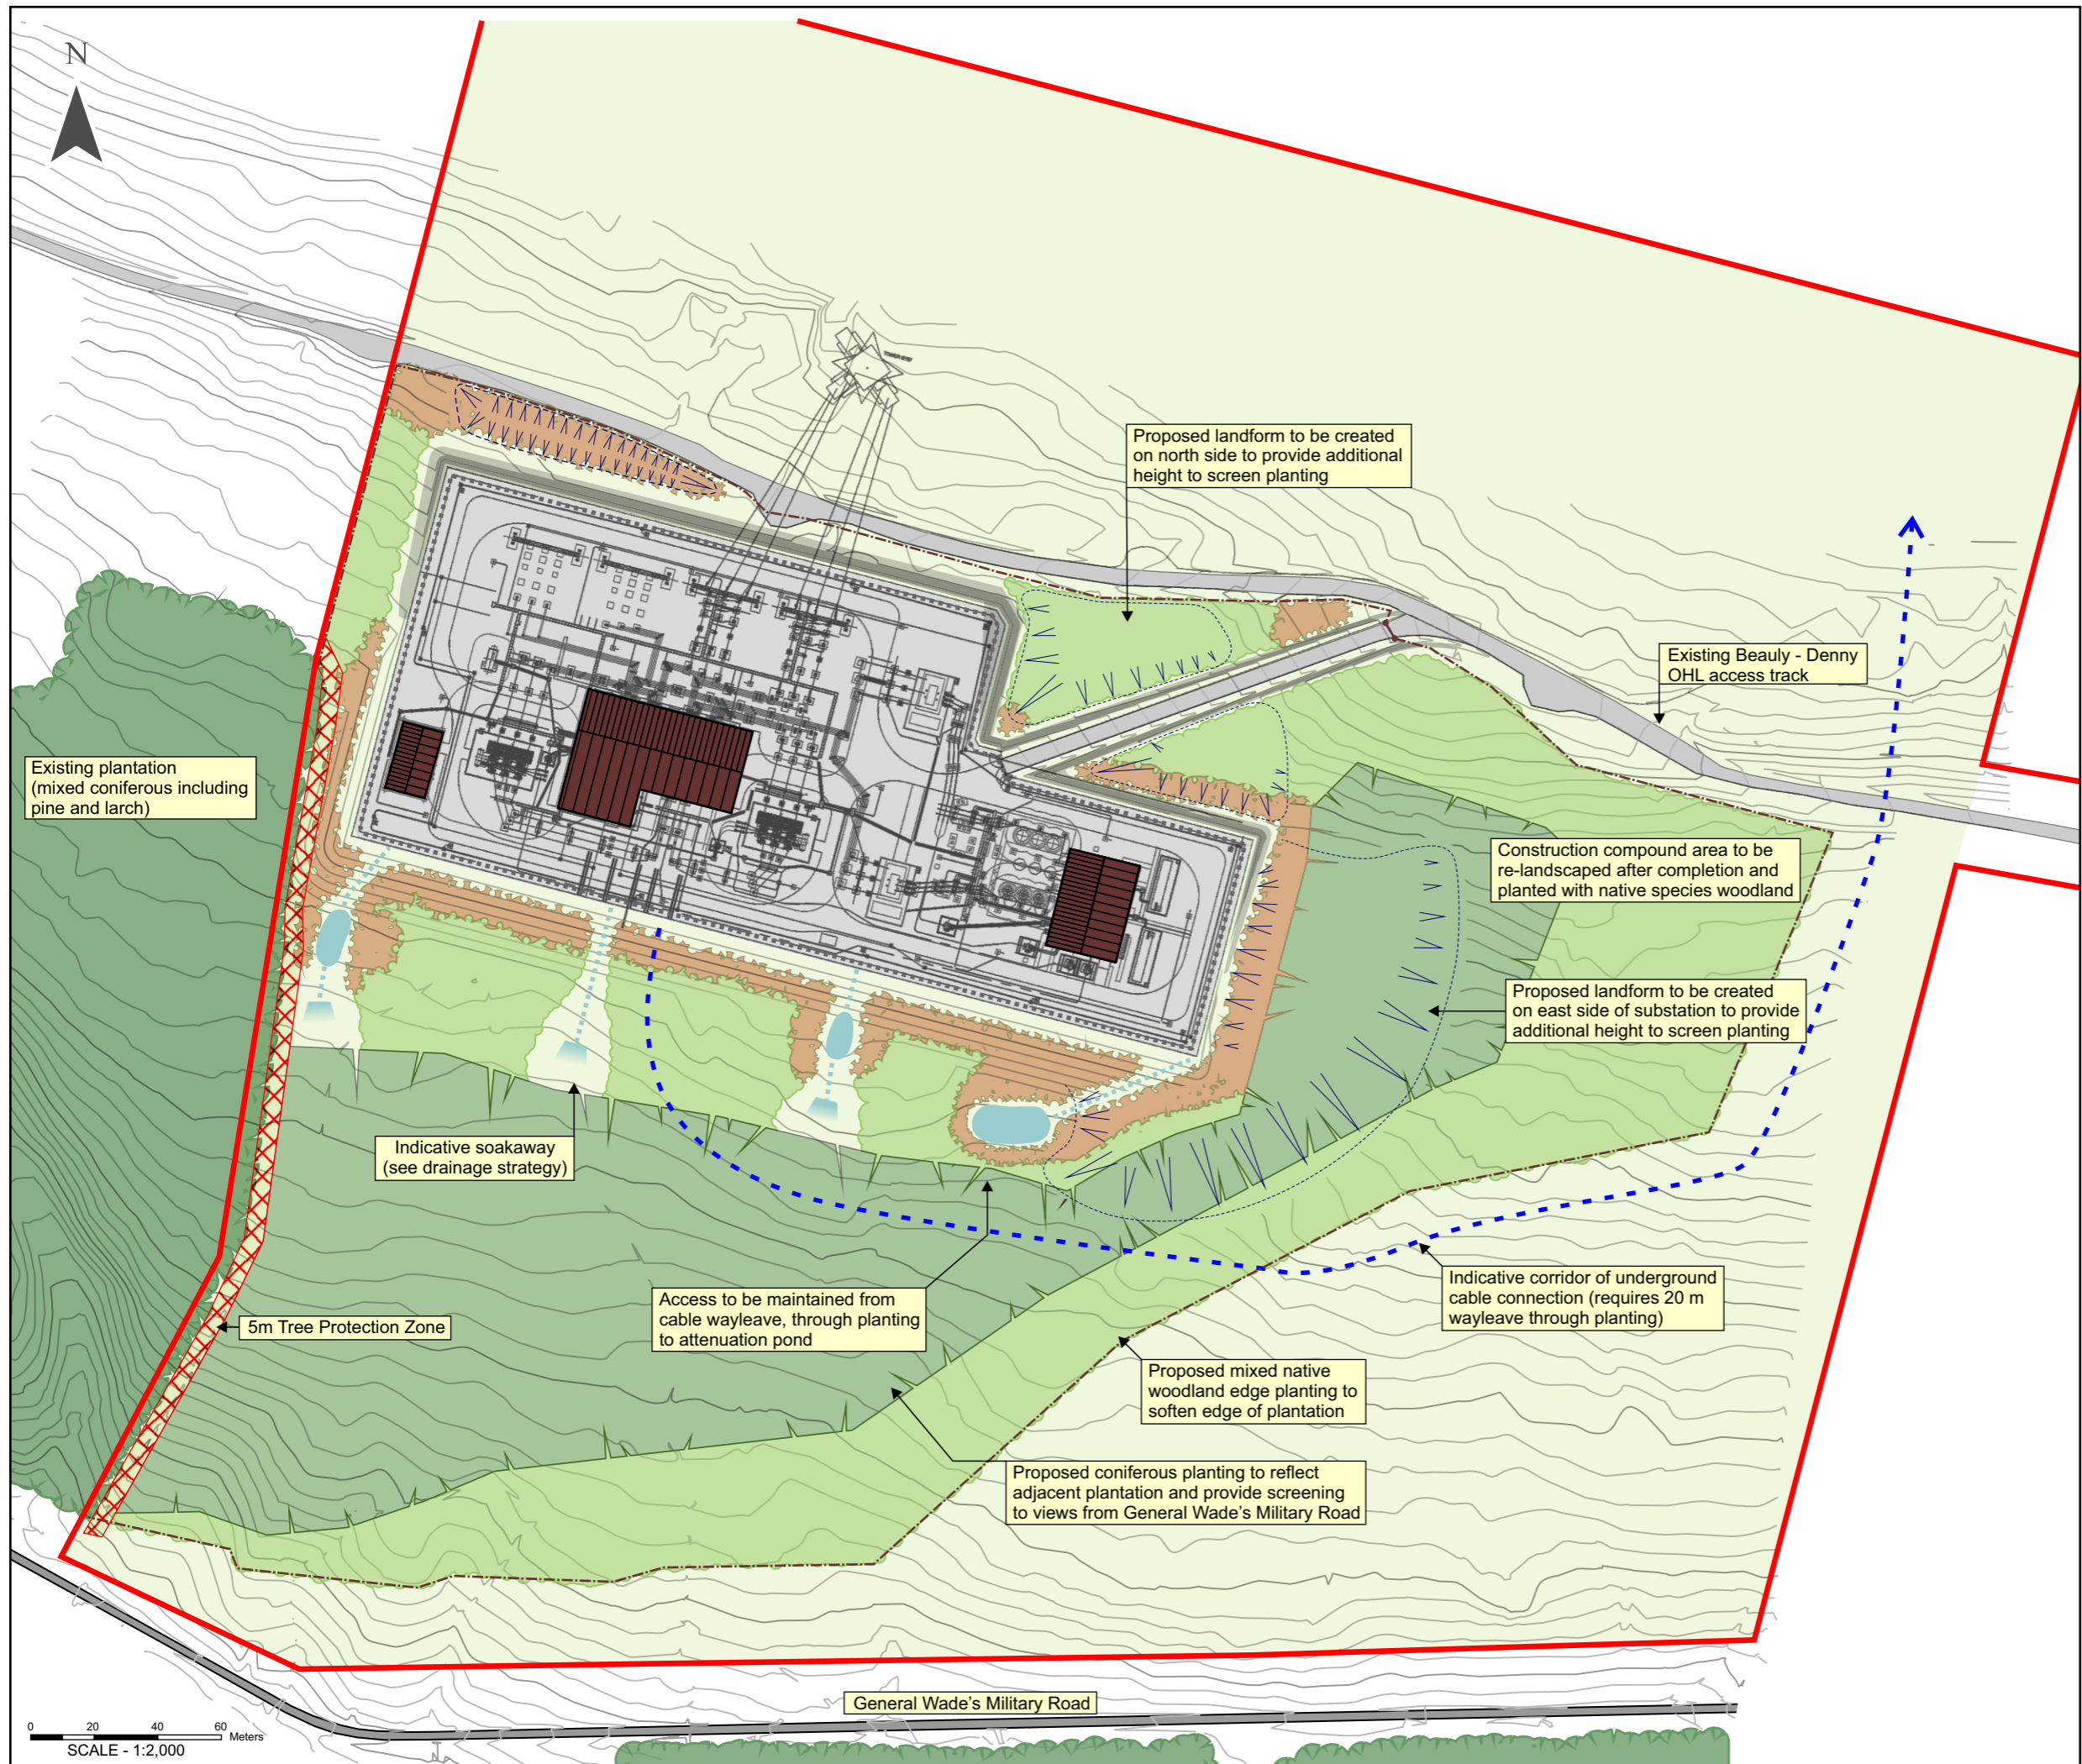 N
Proposed landform to be created
on north side to provide additional
height to screen planting
Existing Beauly - Denny
OHL access track
Existing plantation
(mixed coniferous including
pine and larch)
Construction compound area to be
re-landscaped after completion and
planted with native species woodland
Proposed landform to be created
on east side of substation to provide
additional height to screen planting
Indicative soakaway
(see drainage strategy)
Indicative corridor of underground
cable connection (requires 20 m
wayleave through planting)
Access to be maintained from
cable wayleave, through planting
to attenuation pond
5m Tree Protection Zone
Proposed mixed native
woodland edge planting to
soften edge of plantation
Proposed coniferous planting to reflect
adjacent plantation and provide screening
to views from General Wade's Military Road
General Wade's Military Road
0 20 40 60
Meters
SCALE - 1:2,000